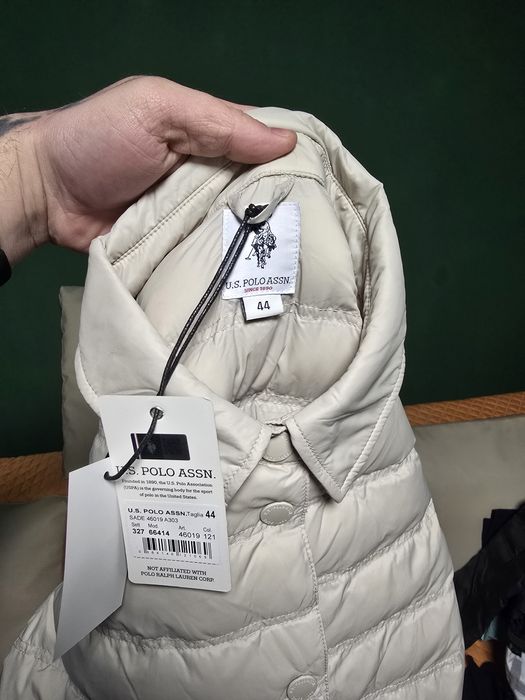 U.S. POLO ASSN.
SINCE 1890
44
U.S. POLO ASSN.
Founded in 1890, the U.S. Polo Association
(USPA) is the governing body for the sport
of polo in the United States.
U.S. POLO ASSN. Taglia 44
SADE 46019 A303
Sett Mod. Art. Col
327 66414 46019 121
NOT AFFILIATED WITH
POLO RALPH LAUREN CORP.